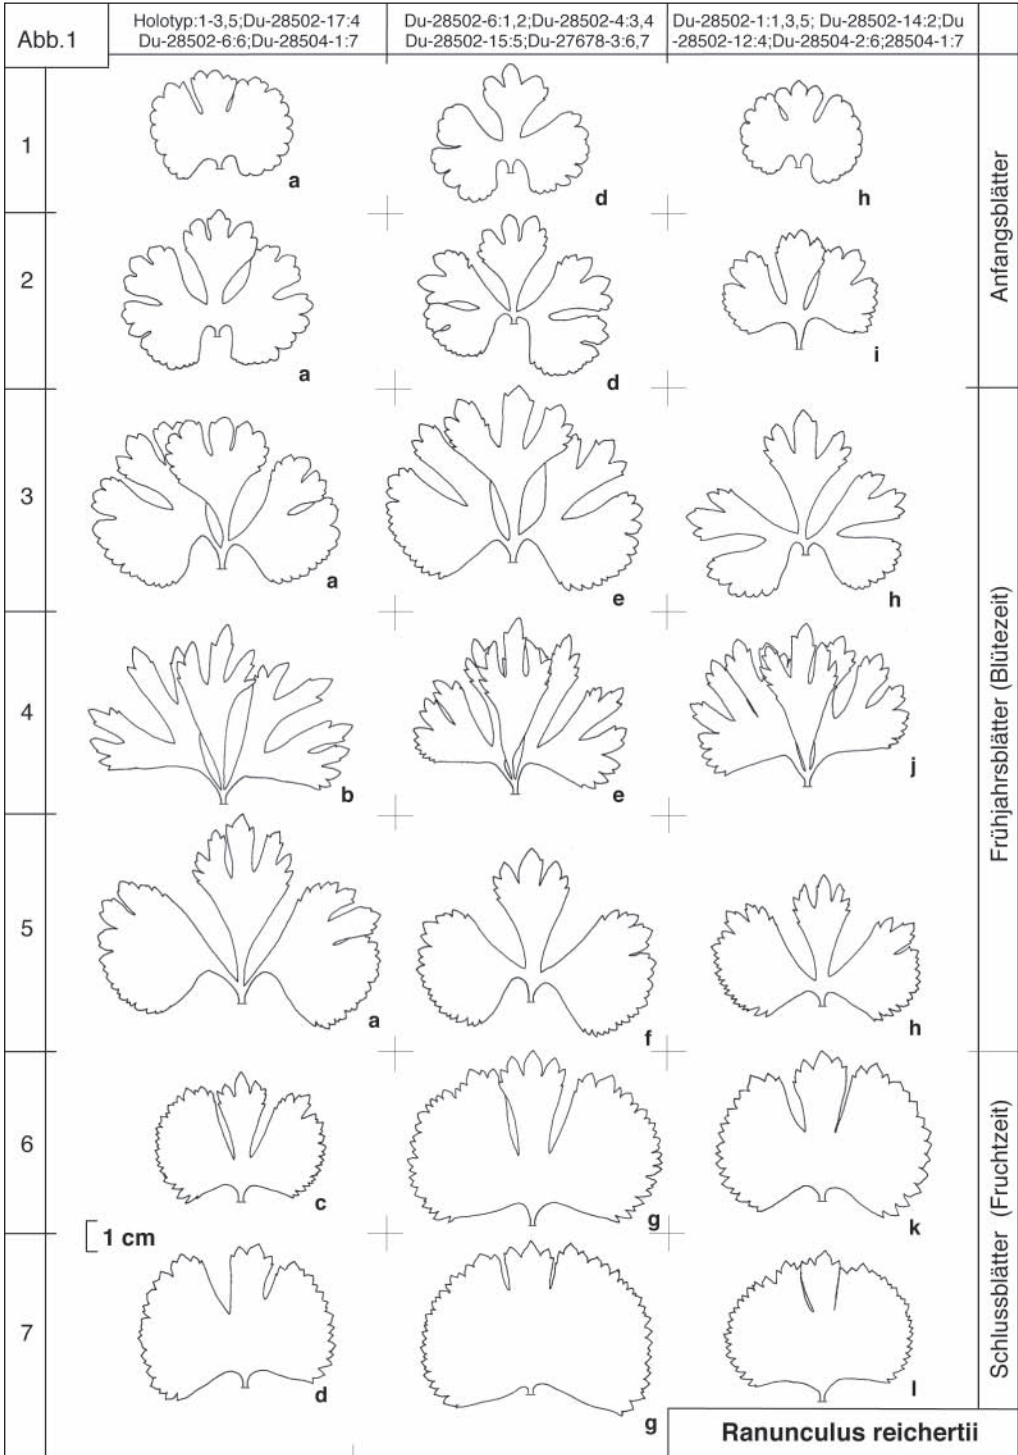 Abb.1
Holotyp:1-3,5;Du-28502-17:4
Du-28502-6:6;Du-28504-1:7
Du-28502-6:1,2;Du-28502-4:3,4
Du-28502-15:5;Du-27678-3:6,7
Du-28502-1:1,3,5; Du-28502-14:2;Du
-28502-12:4;Du-28504-2:6;28504-1:7
1
a
d
h
2
a
d
i
Anfangsblätter
3
a
e
h
4
b
e
j
5
a
f
h
Frühjahrsblätter (Blütezeit)
6
c
g
k
1 cm
7
d
g
l
Schlussblätter (Fruchtzeit)
Ranunculus reichertii